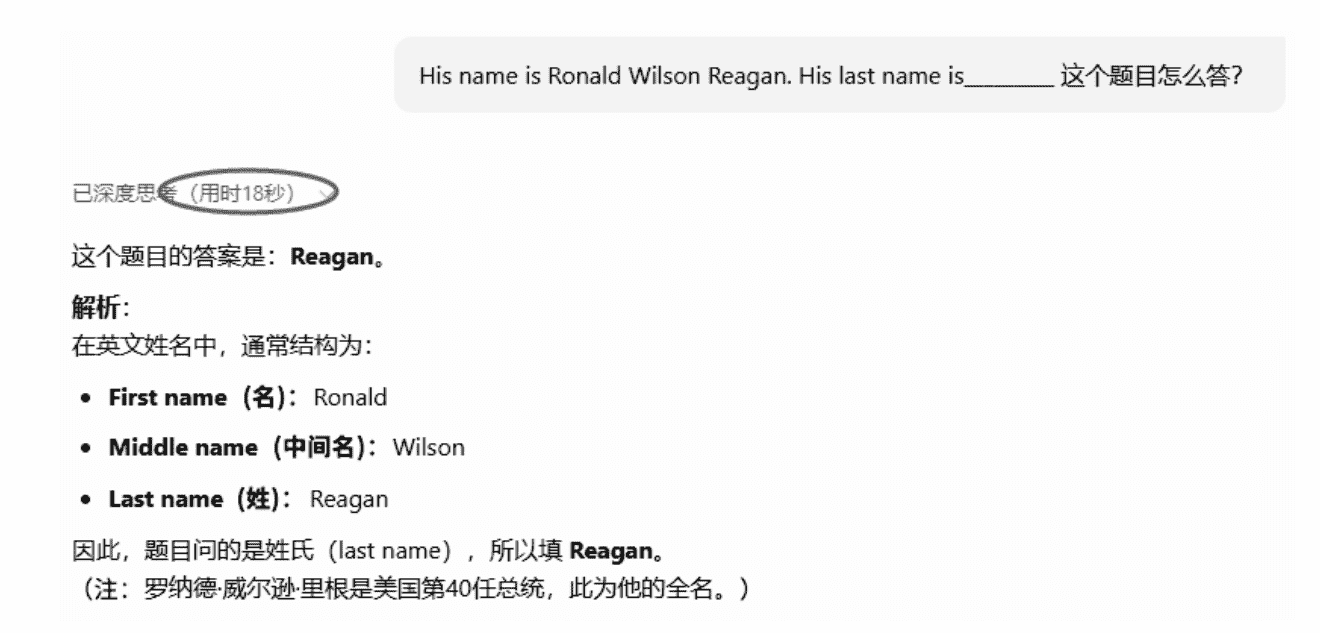 His name is Ronald Wilson Reagan. His last name is________ 这个题目怎么答?
已深度思考（用时18秒）
这个题目的答案是：Reagan。
解析：
在英文姓名中，通常结构为：
• First name（名）： Ronald
• Middle name（中间名）： Wilson
• Last name（姓）： Reagan
因此，题目问的是姓氏（last name），所以填 Reagan。
（注：罗纳德·威尔逊·里根是美国第40任总统，此为他的全名。）